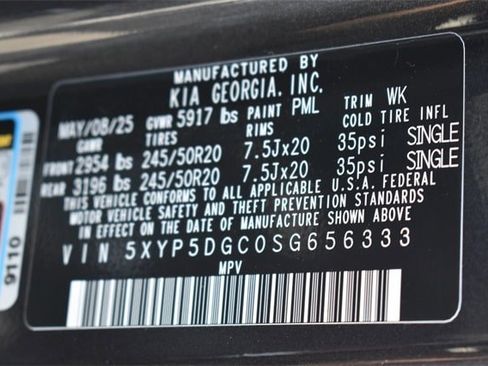 MANUFACTURED BY
KIA GEORGIA, INC.
MAY/08/25 GVWR 5917 lbs PAINT PML TRIM WK
GAWR TIRES RIMS COLD TIRE INFL
FRONT 2954 lbs 245/50R20 7.5Jx20 35psi SINGLE
REAR 3196 lbs 245/50R20 7.5Jx20 35psi SINGLE
THIS VEHICLE CONFORMS TO ALL APPLICABLE U.S.A. FEDERAL
MOTOR VEHICLE SAFETY AND THEFT PREVENTION STANDARDS
IN EFFECT ON THE DATE OF MANUFACTURE SHOWN ABOVE
VIN 5XYP5DGC0SG656333
MPV
9110